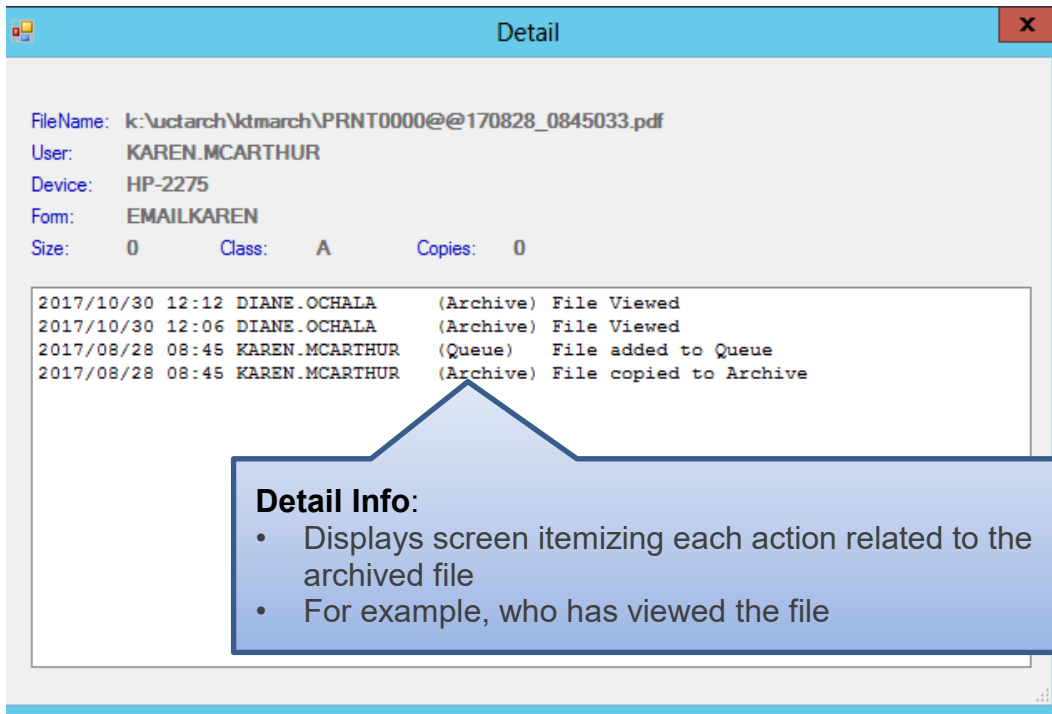 Detail
x
FileName: k:\uctarch\ktmarch\PRNT0000@@170828_0845033.pdf
User: KAREN.MCARTHUR
Device: HP-2275
Form: EMAILKAREN
Size: 0 Class: A Copies: 0
2017/10/30 12:12 DIANE.OCHALA (Archive) File Viewed
2017/10/30 12:06 DIANE.OCHALA (Archive) File Viewed
2017/08/28 08:45 KAREN.MCARTHUR (Queue) File added to Queue
2017/08/28 08:45 KAREN.MCARTHUR (Archive) File copied to Archive
Detail Info:
• Displays screen itemizing each action related to the
archived file
• For example, who has viewed the file